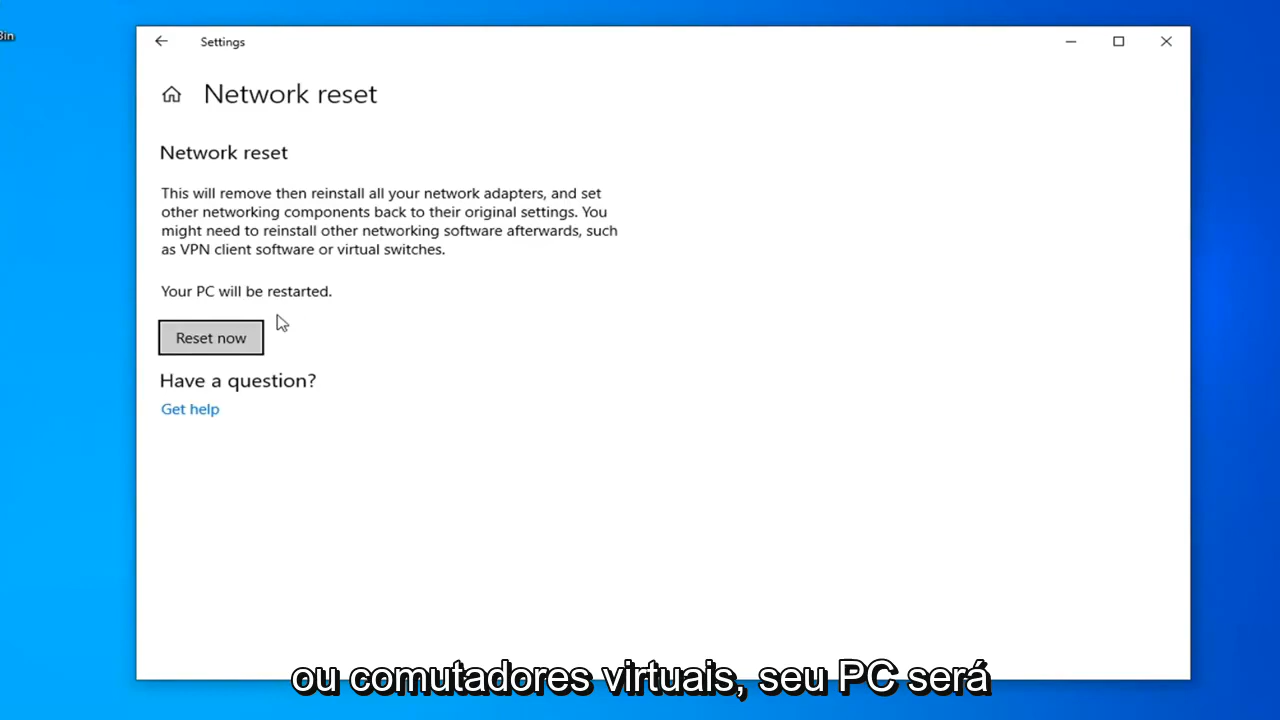 Bin
Settings
Network reset
Network reset
This will remove then reinstall all your network adapters, and set
other networking components back to their original settings. You
might need to reinstall other networking software afterwards, such
as VPN client software or virtual switches.
Your PC will be restarted.
Reset now
Have a question?
Get help
ou comutadores virtuais, seu PC será